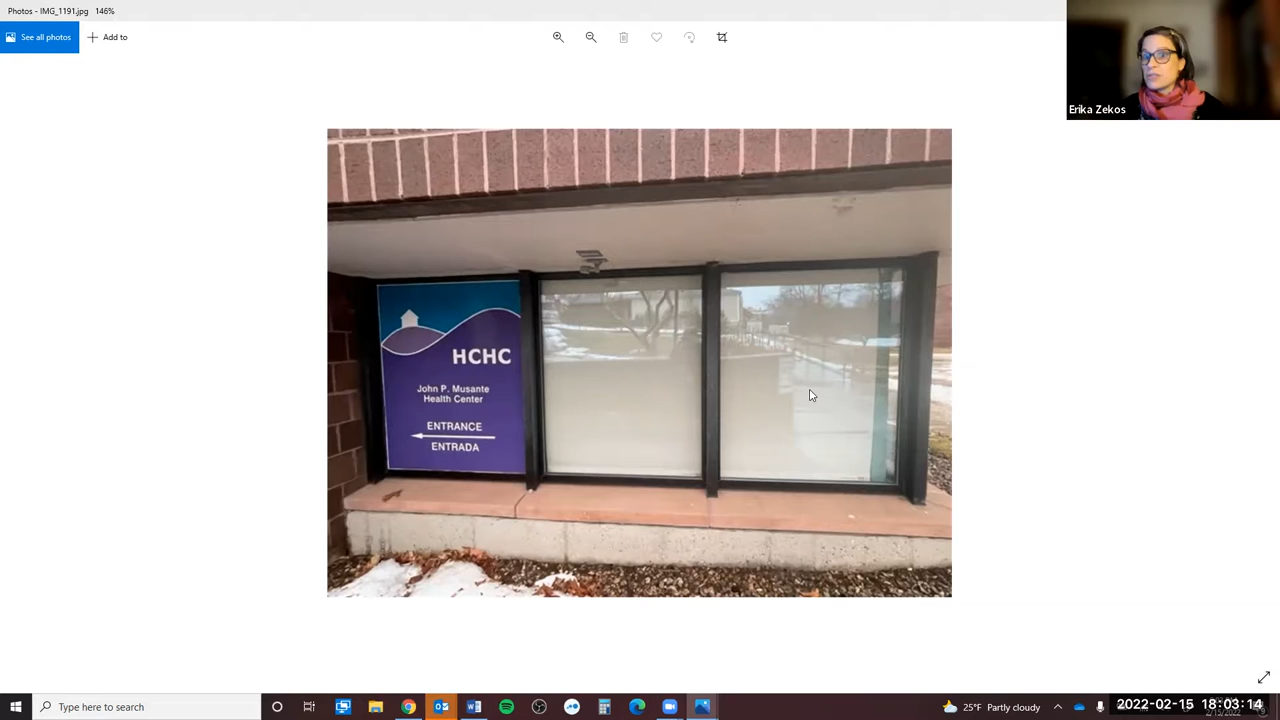 Photos - IMG_1191.jpg 146%
See all photos
Add to
Erika Zekos
HCHC
John P. Musante
Health Center
ENTRANCE
ENTRADA
Type here to search
25°F Partly cloudy
2022-02-15 18:03:14